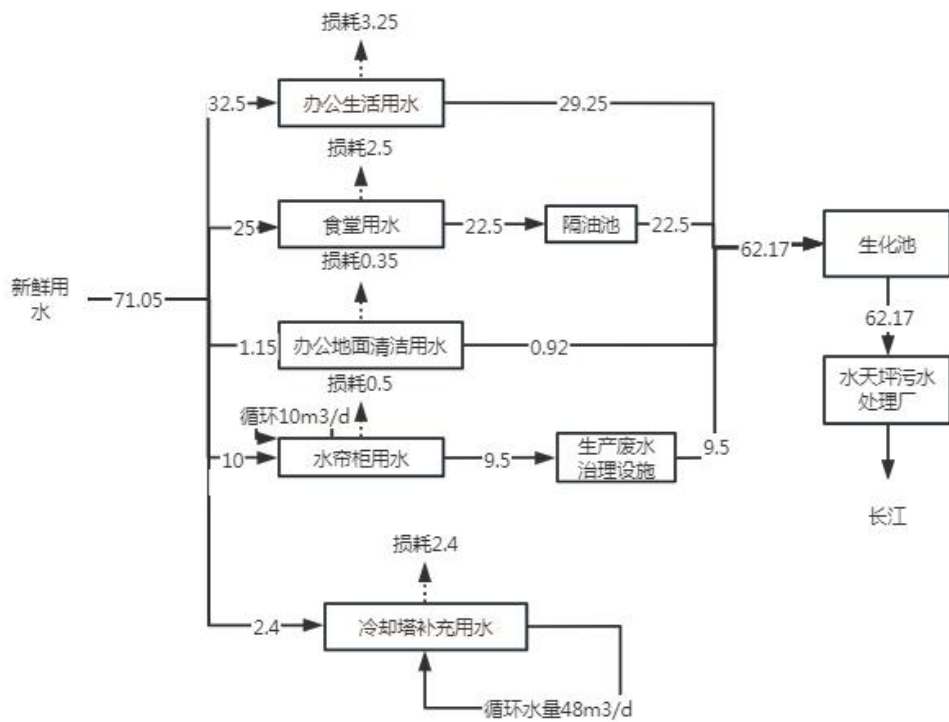 损耗3.25
32.5
办公生活用水
29.25
损耗2.5
25
食堂用水
22.5
隔油池
22.5
62.17
生化池
损耗0.35
新鲜用
水
71.05
62.17
1.15
办公地面清洁用水
0.92
水天坪污水
处理厂
损耗0.5
循环10m3/d
10
水帘柜用水
9.5
生产废水
治理设施
9.5
长江
损耗2.4
2.4
冷却塔补充用水
循环水量48m3/d